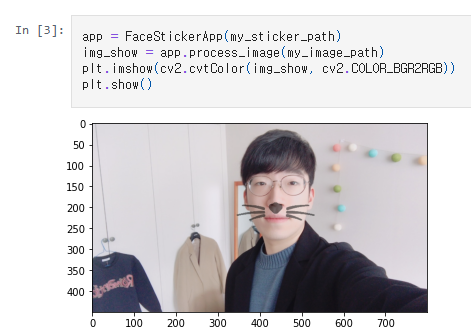 In [3]:
app = FaceStickerApp(my_sticker_path)
img_show = app.process_image(my_image_path)
plt.imshow(cv2.cvtColor(img_show, cv2.COLOR_BGR2RGB))
plt.show()
0
50
100
150
200
250
300
350
400
0 100 200 300 400 500 600 700